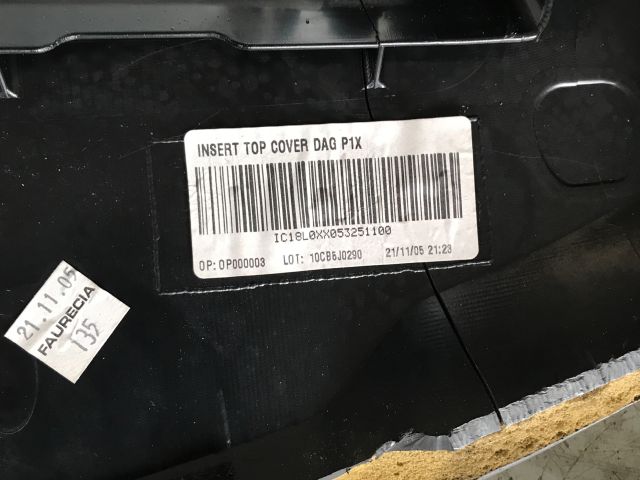 INSERT TOP COVER DAG P1X
IC18L0XX053251100
OP: OP000003 LOT: 10CB6J0290 21/11/05 21:23
21.11.05
FAURECIA
135